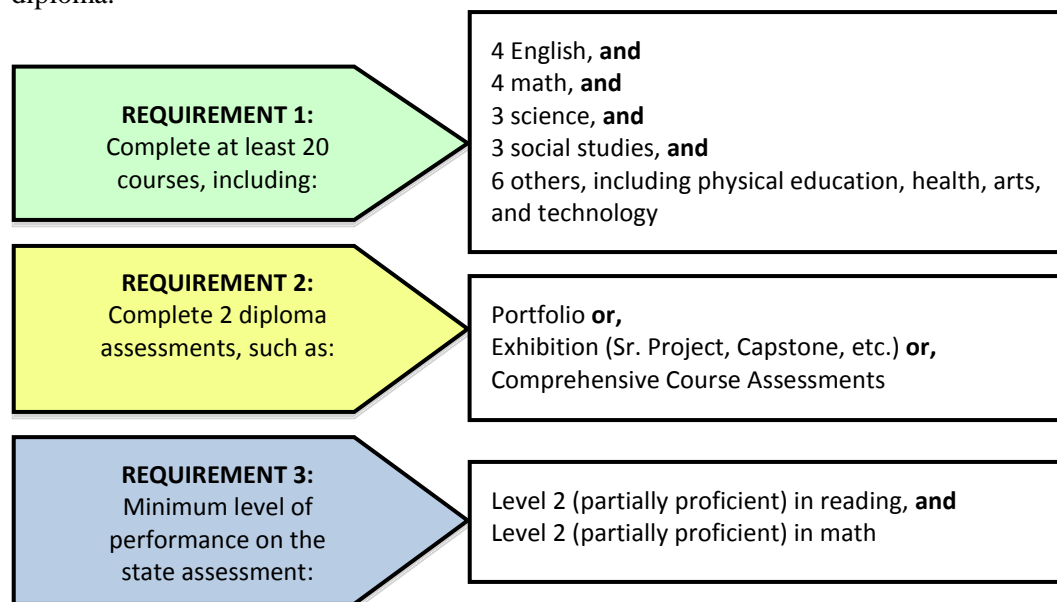 diploma.
REQUIREMENT 1:
Complete at least 20
courses, including:
4 English, and
4 math, and
3 science, and
3 social studies, and
6 others, including physical education, health, arts,
and technology
REQUIREMENT 2:
Complete 2 diploma
assessments, such as:
Portfolio or,
Exhibition (Sr. Project, Capstone, etc.) or,
Comprehensive Course Assessments
REQUIREMENT 3:
Minimum level of
performance on the
state assessment:
Level 2 (partially proficient) in reading, and
Level 2 (partially proficient) in math